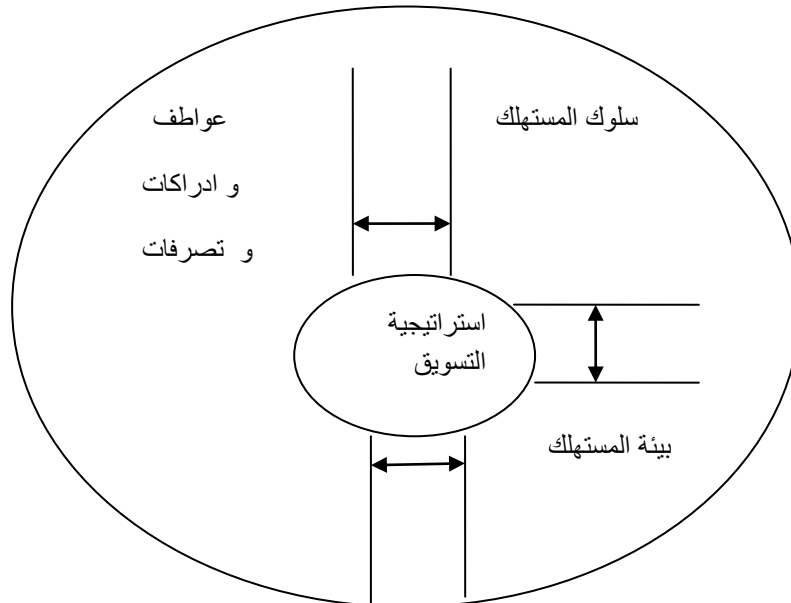 سلوك المستهلك
عواطف
و ادراكات
و تصرفات
استراتيجية
التسويق
بيئة المستهلك